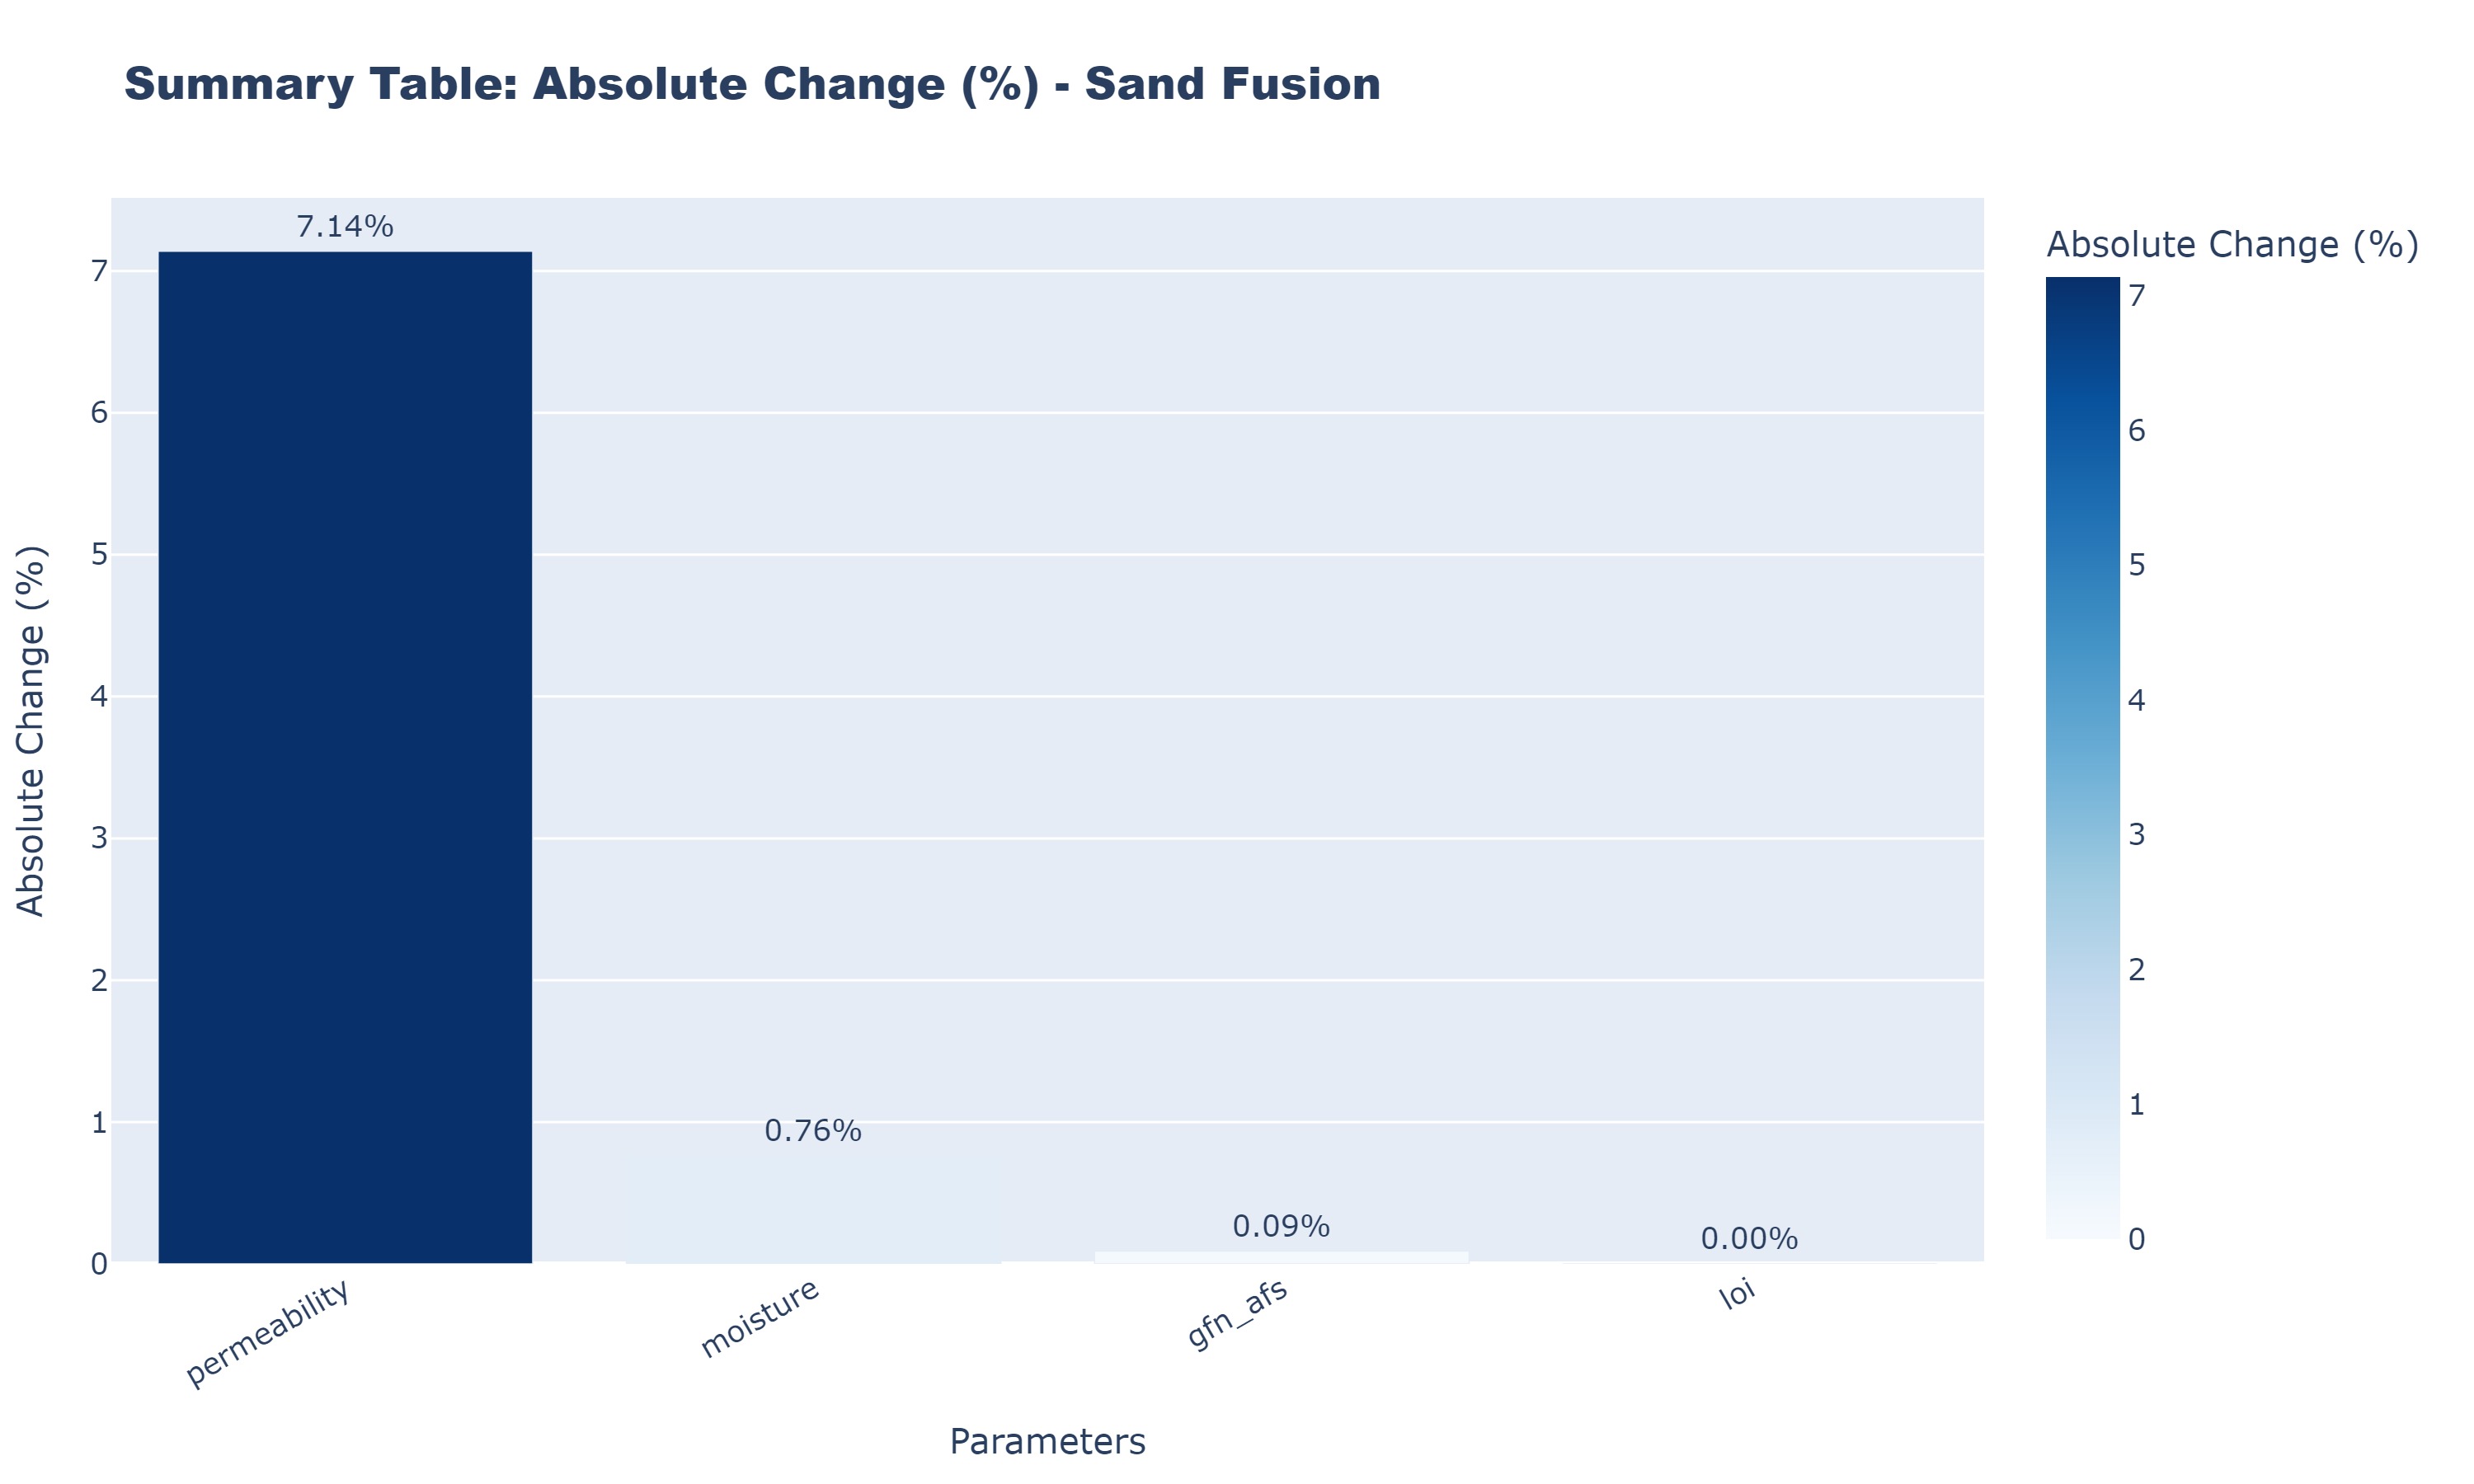 Summary Table: Absolute Change (%) - Sand Fusion
Absolute Change (%)
7
6
5
4
3
2
1
0
7.14%
0.76%
0.09%
0.00%
permeability
moisture
gfn_afs
loi
Parameters
Absolute Change (%)
7
6
5
4
3
2
1
0